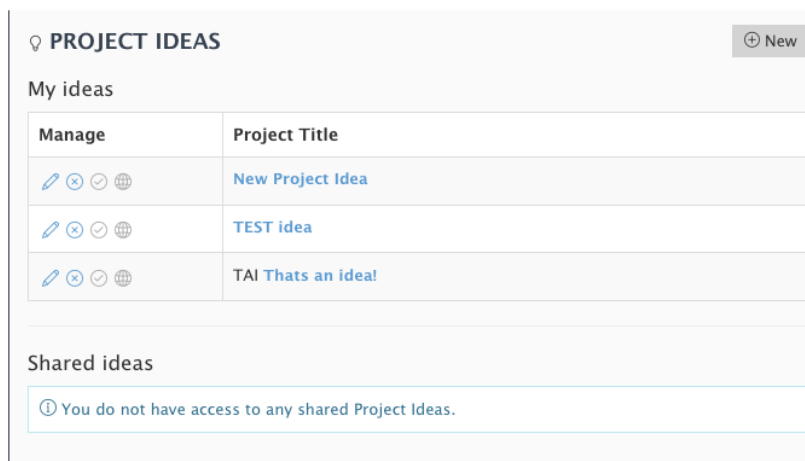 PROJECT IDEAS
New
My ideas
Manage Project Title
New Project Idea
TEST idea
TAI Thats an idea!
Shared ideas
You do not have access to any shared Project Ideas.